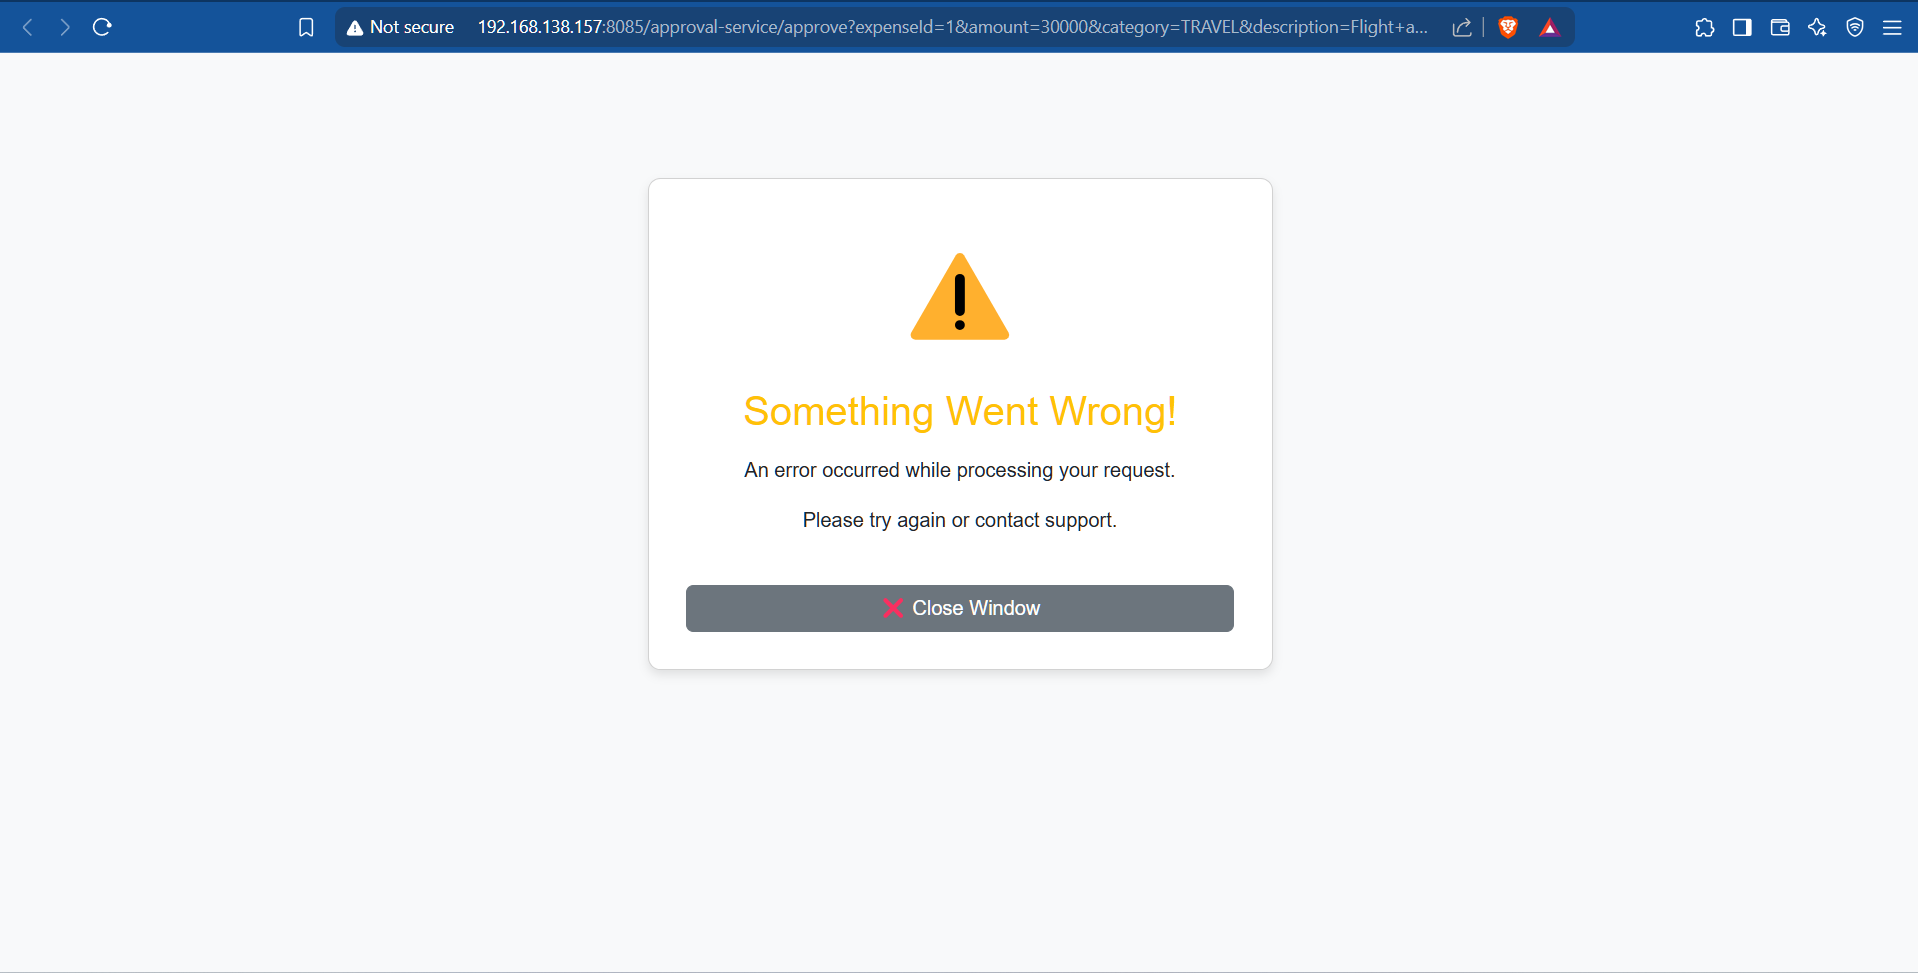 Not secure 192.168.138.157:8085/approval-service/approve?expenseId=1&amount=30000&category=TRAVEL&description=Flight+a...
Something Went Wrong!
An error occurred while processing your request.
Please try again or contact support.
❌ Close Window